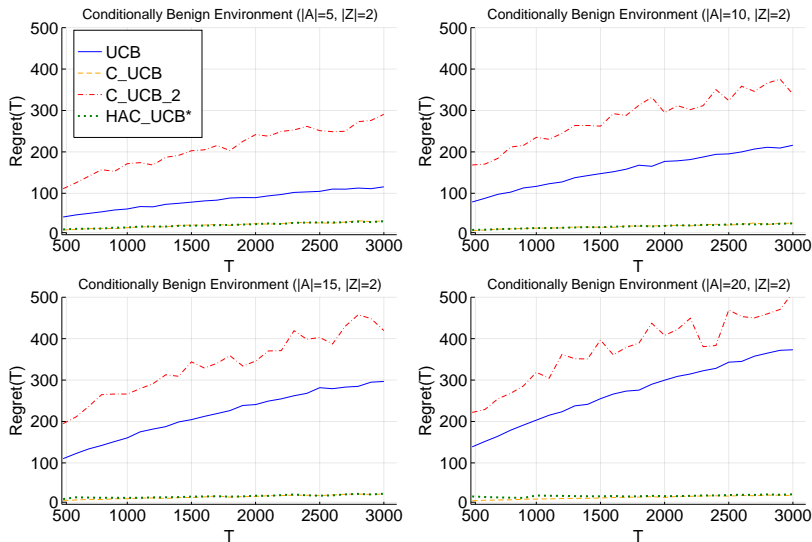 Conditionally Benign Environment (|A|=5, |Z|=2)
Regret(T)
500
400
300
200
100
0
UCB
C_UCB
C_UCB_2
HAC_UCB*
500 1000 1500 2000 2500 3000
T
Conditionally Benign Environment (|A|=10, |Z|=2)
Regret(T)
500
400
300
200
100
0
500 1000 1500 2000 2500 3000
T
Conditionally Benign Environment (|A|=15, |Z|=2)
Regret(T)
500
400
300
200
100
0
500 1000 1500 2000 2500 3000
T
Conditionally Benign Environment (|A|=20, |Z|=2)
Regret(T)
500
400
300
200
100
0
500 1000 1500 2000 2500 3000
T